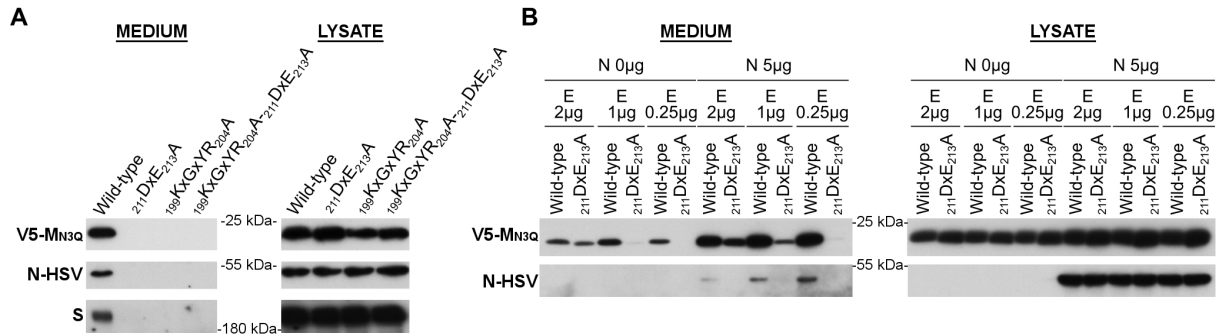 A
MEDIUM
LYSATE
Wild-type
₂₁₁DxE₂₁₃A
₁₉₉KxGxYR₂₀₄A
₁₉₉KxGxYR₂₀₄A-₂₁₁DxE₂₁₃A
Wild-type
₂₁₁DxE₂₁₃A
₁₉₉KxGxYR₂₀₄A
₁₉₉KxGxYR₂₀₄A-₂₁₁DxE₂₁₃A
V5-MN3Q
-25 kDa-
N-HSV
-55 kDa-
S
-180 kDa-
B
MEDIUM
LYSATE
N 0µg N 5µg N 0µg N 5µg
E E E E E E E E E E E E
2µg 1µg 0.25µg 2µg 1µg 0.25µg 2µg 1µg 0.25µg 2µg 1µg 0.25µg
Wild-type ₂₁₁DxE₂₁₃A Wild-type ₂₁₁DxE₂₁₃A Wild-type ₂₁₁DxE₂₁₃A Wild-type ₂₁₁DxE₂₁₃A Wild-type ₂₁₁DxE₂₁₃A Wild-type ₂₁₁DxE₂₁₃A Wild-type ₂₁₁DxE₂₁₃A Wild-type ₂₁₁DxE₂₁₃A Wild-type ₂₁₁DxE₂₁₃A Wild-type ₂₁₁DxE₂₁₃A Wild-type ₂₁₁DxE₂₁₃A Wild-type ₂₁₁DxE₂₁₃A
V5-MN3Q
-25 kDa-
N-HSV
-55 kDa-